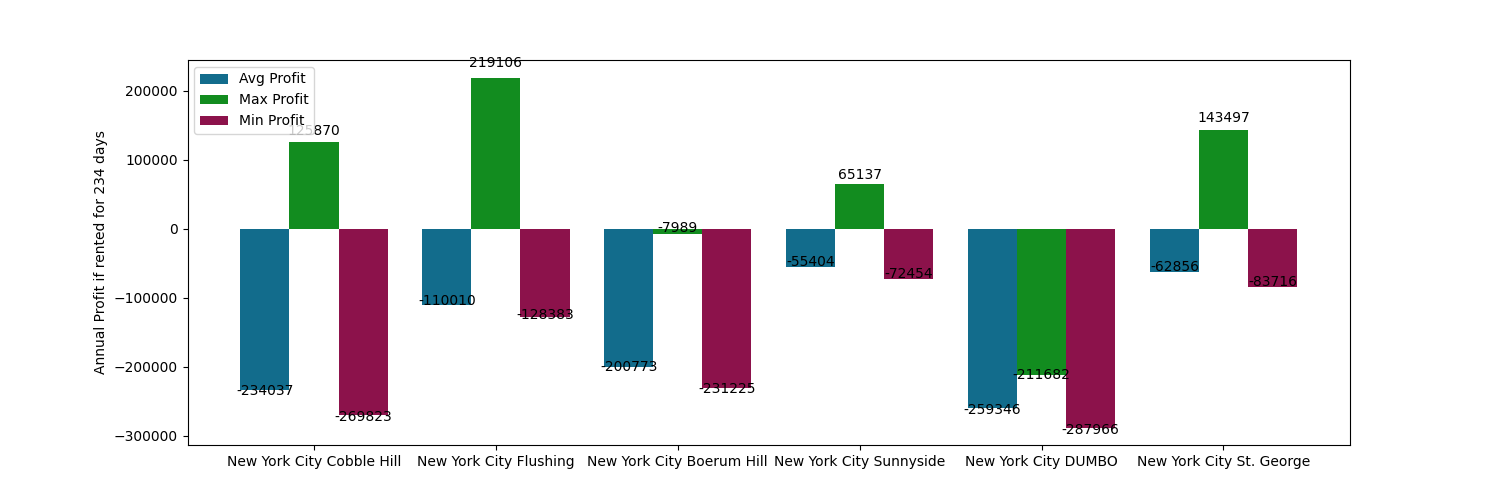 219106
Avg Profit
Max Profit
Min Profit
125870
143497
65137
-7989
-55404
-72454
-62856
-83716
-110010
-128383
-200773
-211682
-234037
-231225
-269823
-259346
-287966
200000
100000
0
−100000
−200000
−300000
Annual Profit if rented for 234 days
New York City Cobble Hill
New York City Flushing
New York City Boerum Hill
New York City Sunnyside
New York City DUMBO
New York City St. George